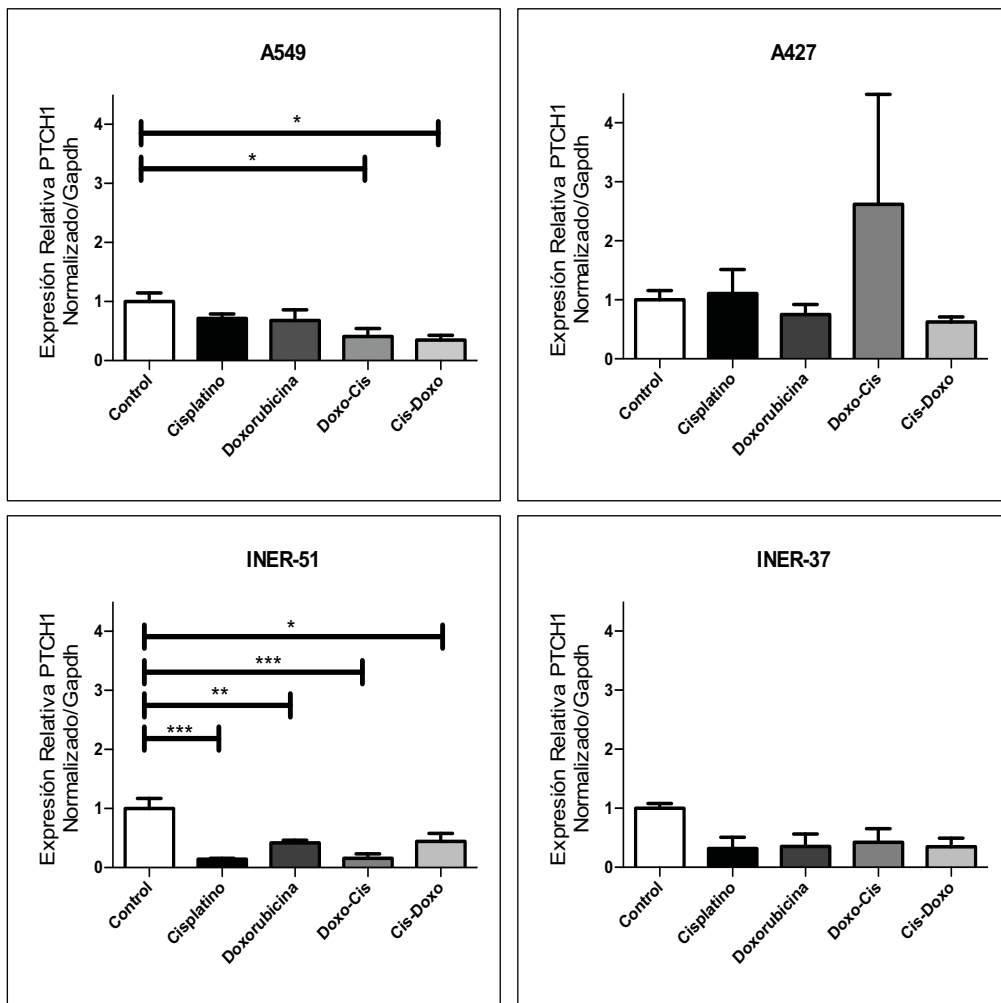 A549
Expresión Relativa PTCH1
Normalizado/Gapdh
4
3
2
1
0
*
*
Control
Cisplatino
Doxorubicina
Doxo-Cis
Cis-Doxo
A427
Expresión Relativa PTCH1
Normalizado/Gapdh
4
3
2
1
0
Control
Cisplatino
Doxorubicina
Doxo-Cis
Cis-Doxo
INER-51
Expresión Relativa PTCH1
Normalizado/Gapdh
4
3
2
1
0
*
***
**
***
Control
Cisplatino
Doxorubicina
Doxo-Cis
Cis-Doxo
INER-37
Expresión Relativa PTCH1
Normalizado/Gapdh
4
3
2
1
0
Control
Cisplatino
Doxorubicina
Doxo-Cis
Cis-Doxo